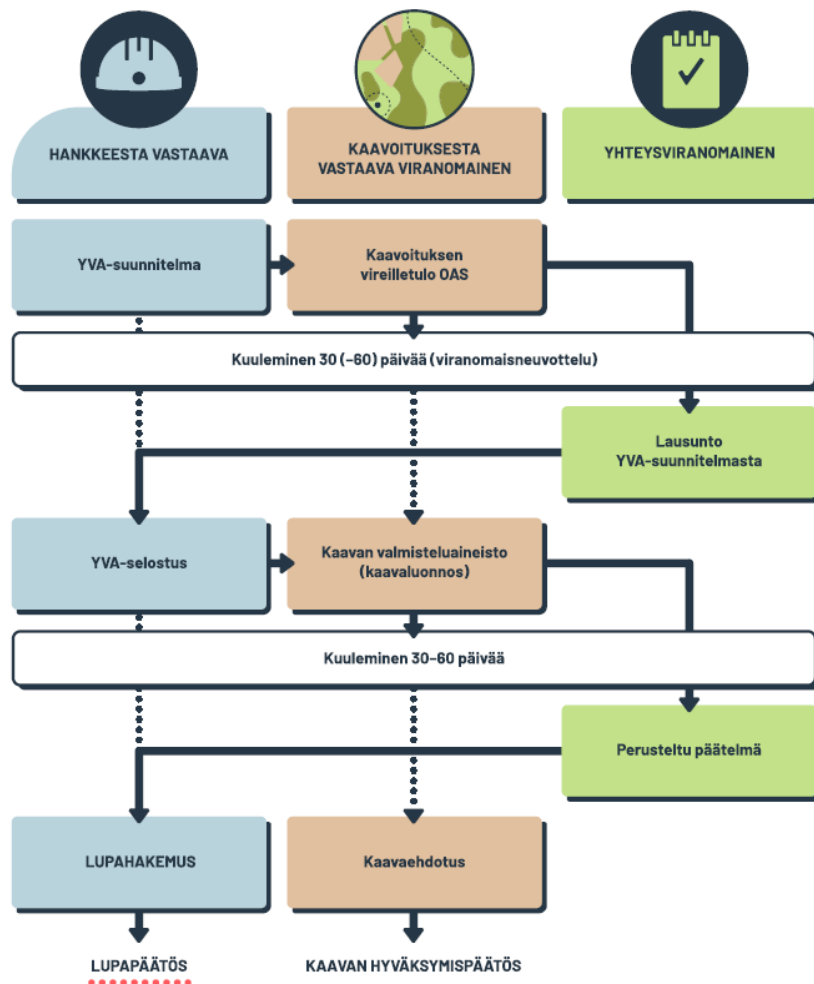 HANKKEESTA VASTAAVA
KAAVOITUKSESTA
VASTAAVA VIRANOMAINEN
YHTEYSVIRANOMAINEN
YVA-suunnitelma
Kaavoituksen
vireilletulo OAS
Kuuleminen 30 (–60) päivää (viranomaisneuvottelu)
Lausunto
YVA-suunnitelmasta
YVA-selostus
Kaavan valmisteluaineisto
(kaavaluonnos)
Kuuleminen 30–60 päivää
Perusteltu päätelmä
LUPAHAKEMUS
Kaavaehdotus
LUPAPÄÄTÖS
KAAVAN HYVÄKSYMISPÄÄTÖS